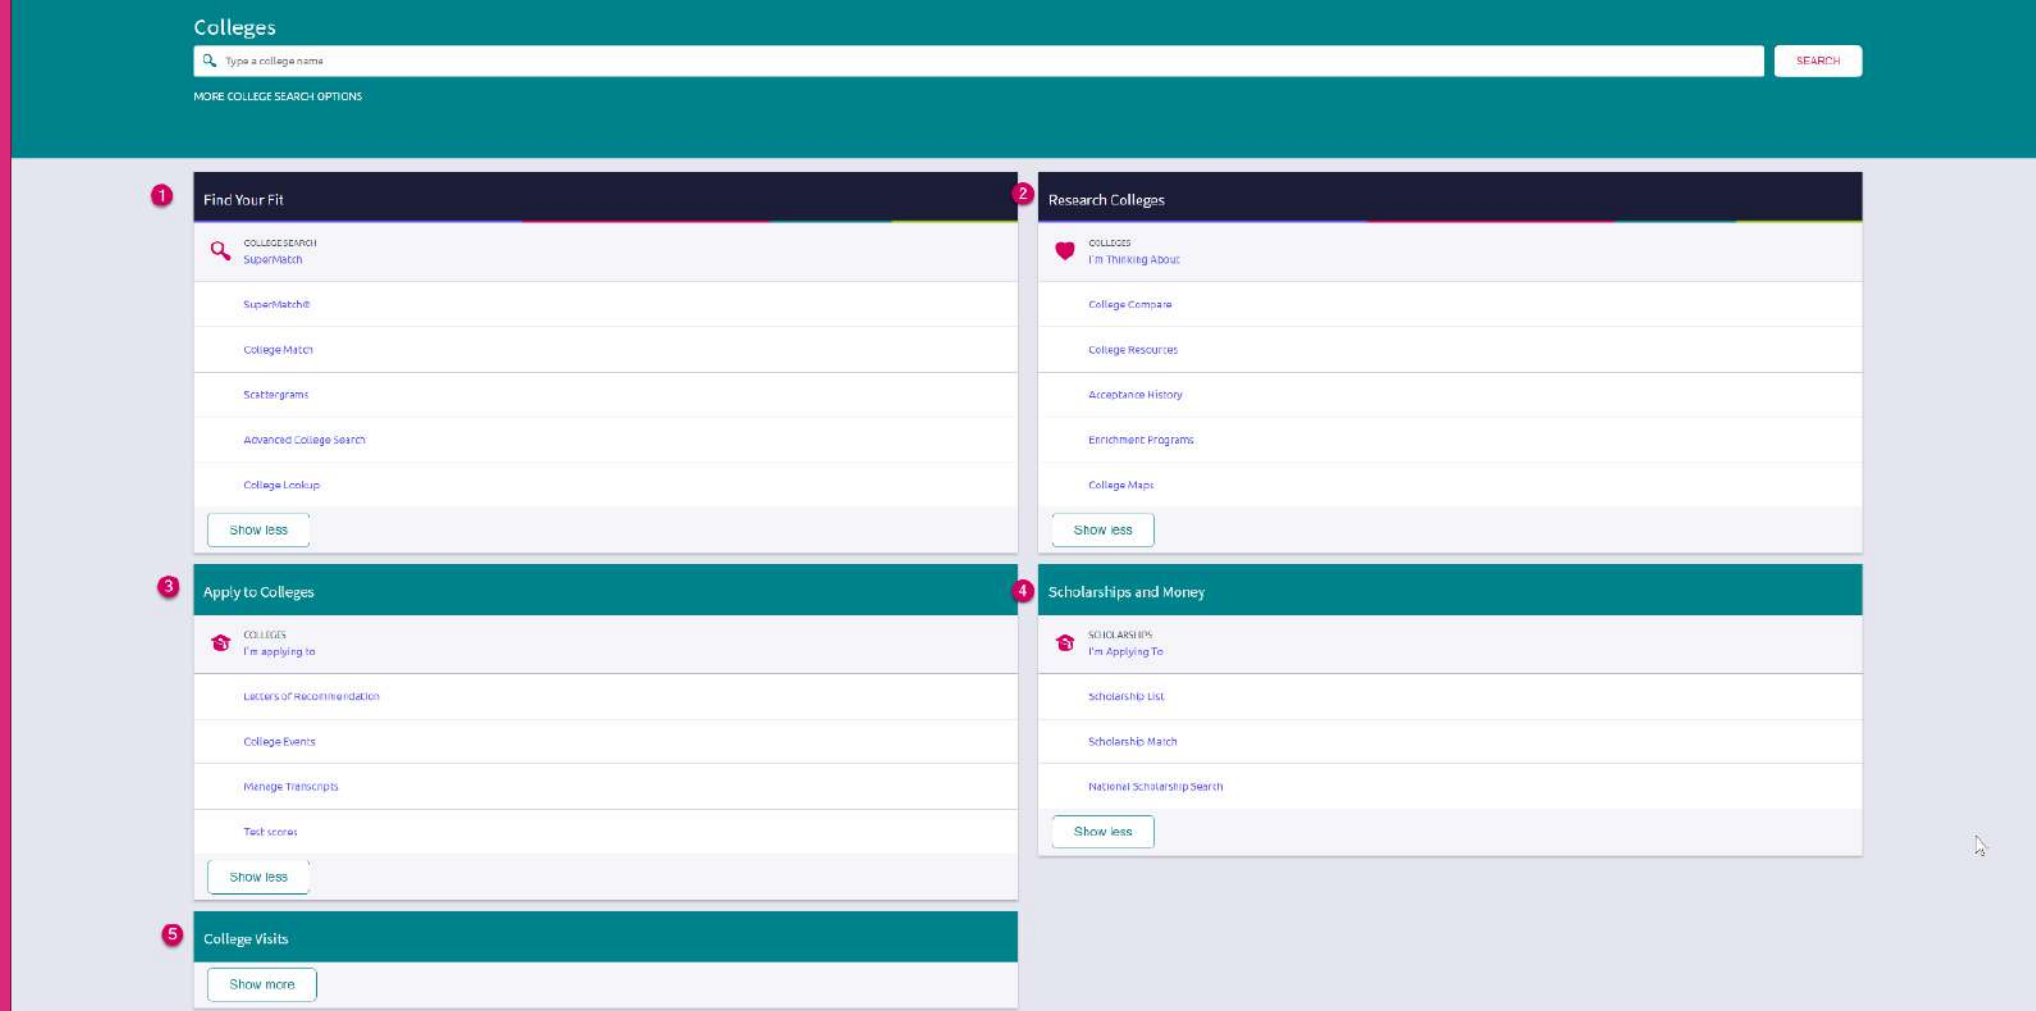 Colleges
Type a college name
SEARCH
MORE COLLEGE SEARCH OPTIONS
1
Find Your Fit
COLLEGE SEARCH
SuperMatch
SuperMatch®
College Match
Scattergrams
Advanced College Search
College Lookup
Show less
2
Research Colleges
COLLEGES
I'm Thinking About
College Compare
College Resources
Acceptance History
Enrichment Programs
College Maps
Show less
3
Apply to Colleges
COLLEGES
I'm applying to
Letters of Recommendation
College Events
Manage Transcripts
Test scores
Show less
4
Scholarships and Money
SCHOLARSHIPS
I'm Applying To
Scholarship List
Scholarship Match
National Scholarship Search
Show less
5
College Visits
Show more